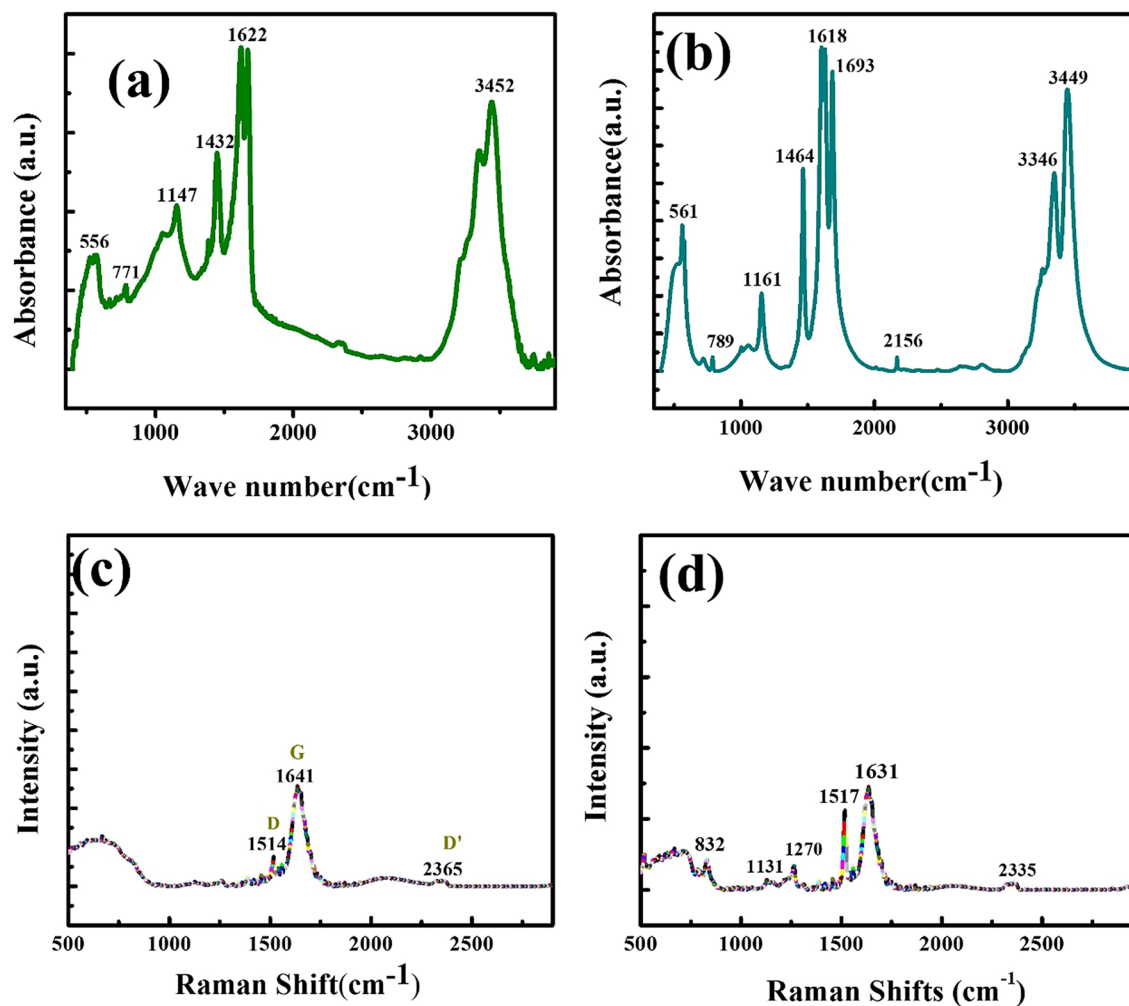 (a)
1622
3452
1432
1147
556
771
Absorbance (a.u.)
1000
2000
3000
Wave number(cm-1)
(b)
1618
1693
3449
1464
3346
561
1161
789
2156
Absorbance(a.u.)
1000
2000
3000
Wave number(cm-1)
(c)
G
1641
D
1514
D'
2365
Intensity (a.u.)
500
1000
1500
2000
2500
Raman Shift(cm-1)
(d)
1631
1517
832
1270
1131
2335
Intensity (a.u.)
500
1000
1500
2000
2500
Raman Shifts (cm-1)